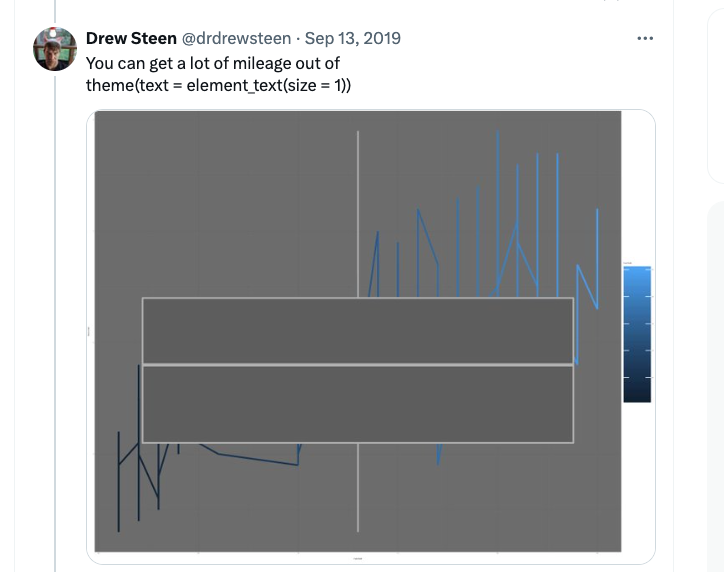 Drew Steen @drdrewsteen · Sep 13, 2019
You can get a lot of mileage out of
theme(text = element_text(size = 1))